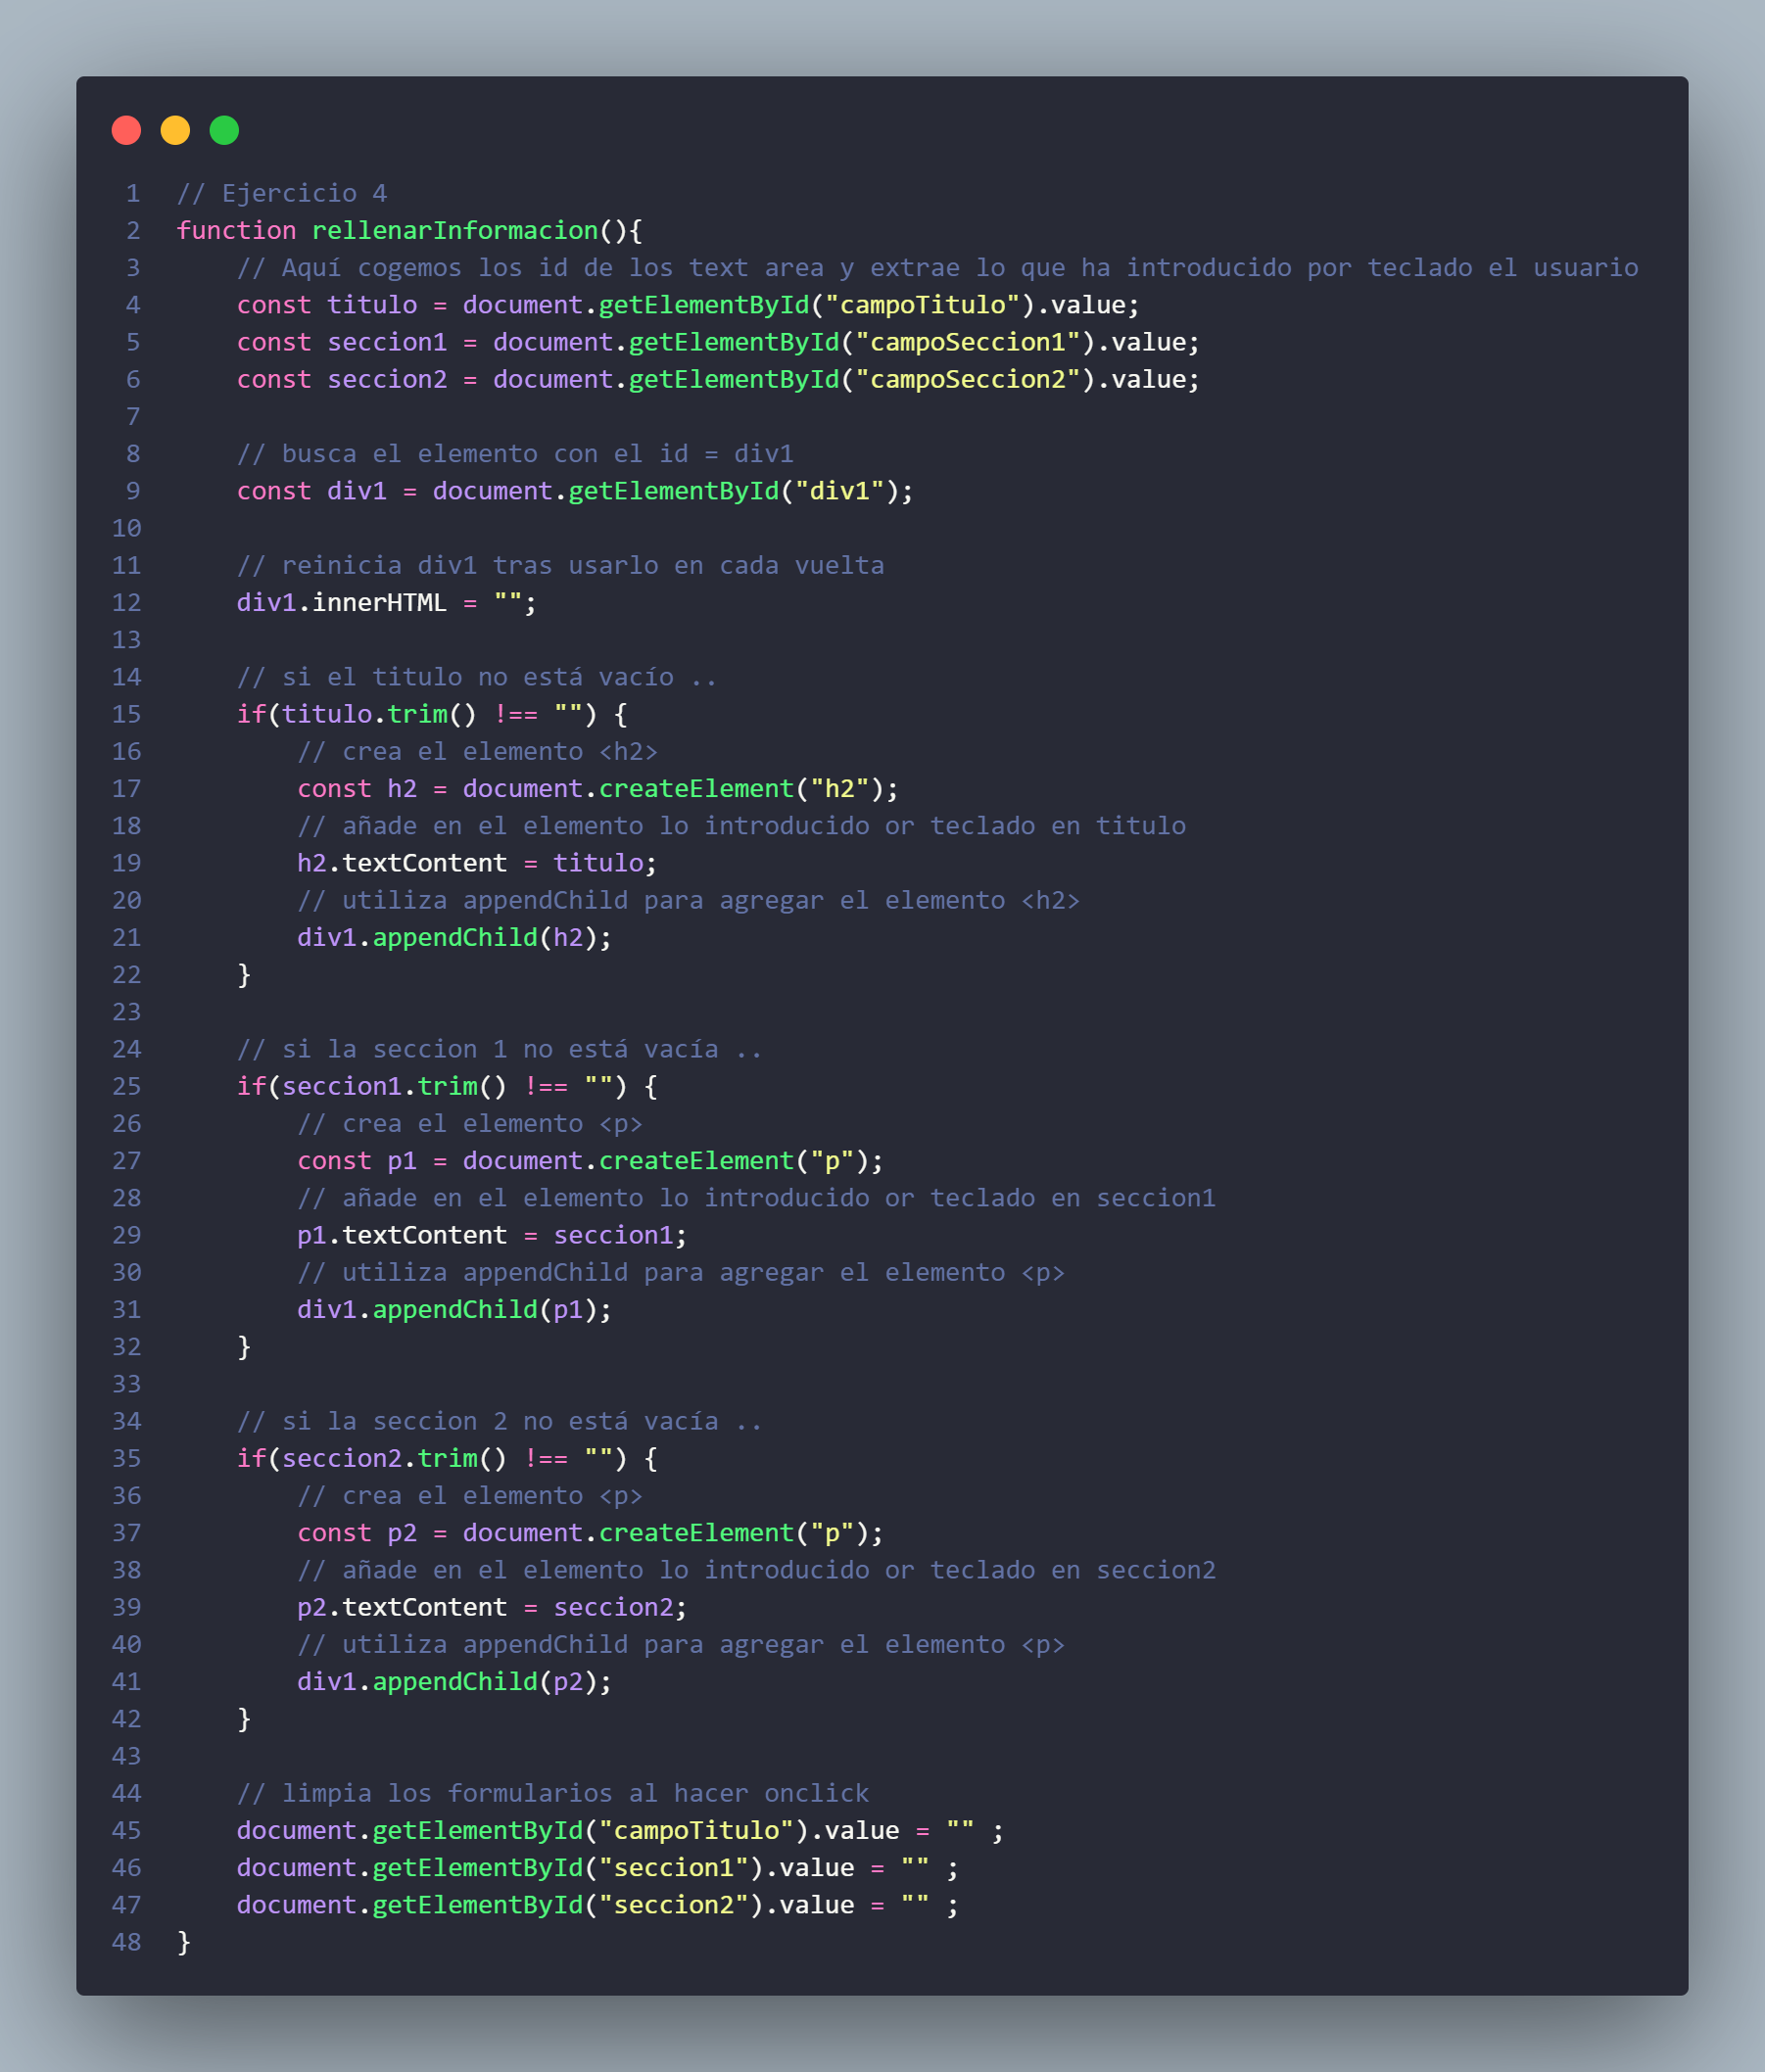 1 // Ejercicio 4
2 function rellenarInformacion(){
3     // Aquí cogemos los id de los text area y extrae lo que ha introducido por teclado el usuario
4     const titulo = document.getElementById("campoTitulo").value;
5     const seccion1 = document.getElementById("campoSeccion1").value;
6     const seccion2 = document.getElementById("campoSeccion2").value;
7
8     // busca el elemento con el id = div1
9     const div1 = document.getElementById("div1");
10
11     // reinicia div1 tras usarlo en cada vuelta
12     div1.innerHTML = "";
13
14     // si el titulo no está vacío ..
15     if(titulo.trim() !== "") {
16         // crea el elemento <h2>
17         const h2 = document.createElement("h2");
18         // añade en el elemento lo introducido or teclado en titulo
19         h2.textContent = titulo;
20         // utiliza appendChild para agregar el elemento <h2>
21         div1.appendChild(h2);
22     }
23
24     // si la seccion 1 no está vacía ..
25     if(seccion1.trim() !== "") {
26         // crea el elemento <p>
27         const p1 = document.createElement("p");
28         // añade en el elemento lo introducido or teclado en seccion1
29         p1.textContent = seccion1;
30         // utiliza appendChild para agregar el elemento <p>
31         div1.appendChild(p1);
32     }
33
34     // si la seccion 2 no está vacía ..
35     if(seccion2.trim() !== "") {
36         // crea el elemento <p>
37         const p2 = document.createElement("p");
38         // añade en el elemento lo introducido or teclado en seccion2
39         p2.textContent = seccion2;
40         // utiliza appendChild para agregar el elemento <p>
41         div1.appendChild(p2);
42     }
43
44     // limpia los formularios al hacer onclick
45     document.getElementById("campoTitulo").value = "" ;
46     document.getElementById("seccion1").value = "" ;
47     document.getElementById("seccion2").value = "" ;
48 }